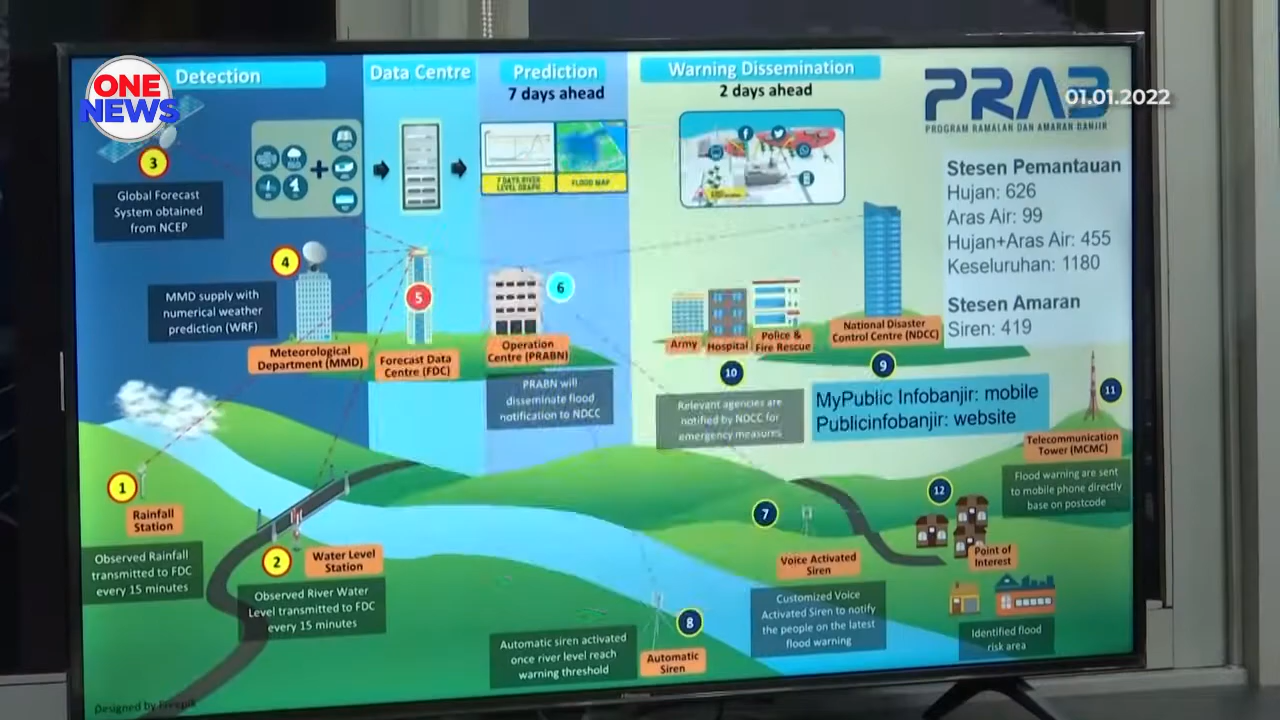 ONE
NEWS
01.01.2022
Detection
Data Centre
Prediction
7 days ahead
Warning Dissemination
2 days ahead
PRAB
PROGRAM RAMALAN DAN AMARAN BANJIR
3
Global Forecast
System obtained
from NCEP
7 DAYS RIVER
LEVEL GRAPH
FLOOD MAP
Stesen Pemantauan
Hujan: 626
Aras Air: 99
Hujan+Aras Air: 455
Keseluruhan: 1180
Stesen Amaran
Siren: 419
4
MMD supply with
numerical weather
prediction (WRF)
Meteorological
Department (MMD)
5
Forecast Data
Centre (FDC)
6
Operation
Centre (PRABN)
PRABN will
disseminate flood
notification to NDCC
Army
Hospital
Police &
Fire Rescue
National Disaster
Control Centre (NDCC)
10
9
Relevant agencies are
notified by NDCC for
emergency measures
MyPublic Infobanjir: mobile
Publicinfobanjir: website
11
Telecommunication
Tower (MCMC)
Flood warning are sent
to mobile phone directly
base on postcode
1
Rainfall
Station
Observed Rainfall
transmitted to FDC
every 15 minutes
2
Water Level
Station
Observed River Water
Level transmitted to FDC
every 15 minutes
7
Voice Activated
Siren
Customized Voice
Activated Siren to notify
the people on the latest
flood warning
12
Point of
Interest
Identified flood
risk area
8
Automatic siren activated
once river level reach
warning threshold
Automatic
Siren
Designed by Freepik